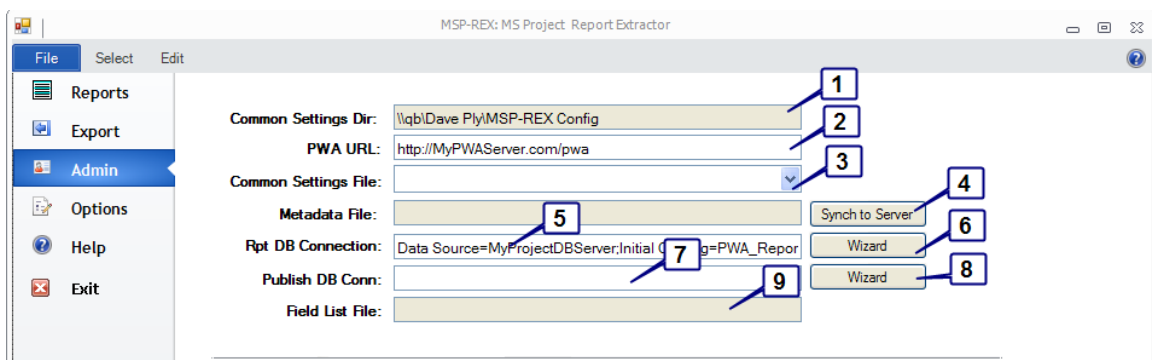 MSP-REX: MS Project Report Extractor
File Select Edit
Reports
Export
Admin
Options
Help
Exit
1
Common Settings Dir: \\qb\Dave Ply\MSP-REX Config
2
PWA URL: http://MyPWAServer.com/pwa
3
Common Settings File:
4
Metadata File: Synch to Server
5
6
Rpt DB Connection: Data Source=MyProjectDBServer;Initial g=PWA_Repor Wizard
7
Publish DB Conn: Wizard
8
9
Field List File: